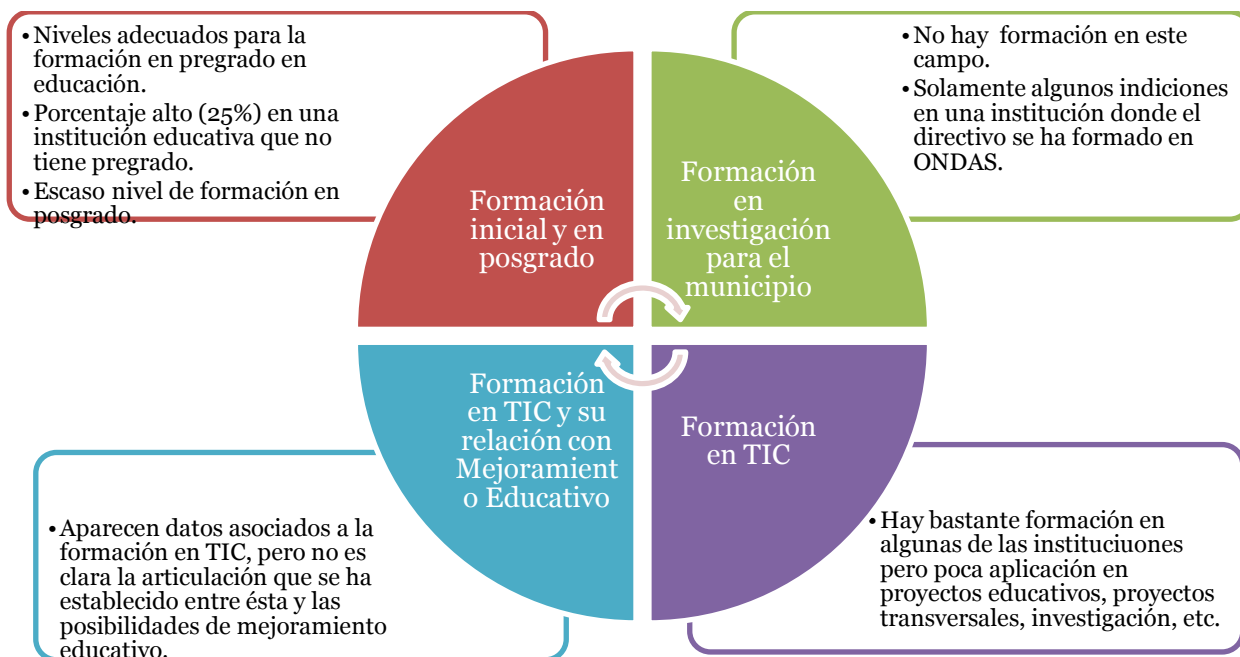 • Niveles adecuados para la
formación en pregrado en
educación.
• Porcentaje alto (25%) en una
institución educativa que no
tiene pregrado.
• Escaso nivel de formación en
posgrado.
Formación
inicial y en
posgrado
Formación
en
investigación
para el
municipio
• No hay formación en este
campo.
• Solamente algunos indiciones
en una institución donde el
directivo se ha formado en
ONDAS.
Formación
en TIC y su
relación con
Mejoramient
o Educativo
Formación
en TIC
• Aparecen datos asociados a la
formación en TIC, pero no es
clara la articulación que se ha
establecido entre ésta y las
posibilidades de mejoramiento
educativo.
• Hay bastante formación en
algunas de las instituciuones
pero poca aplicación en
proyectos educativos, proyectos
transversales, investigación, etc.